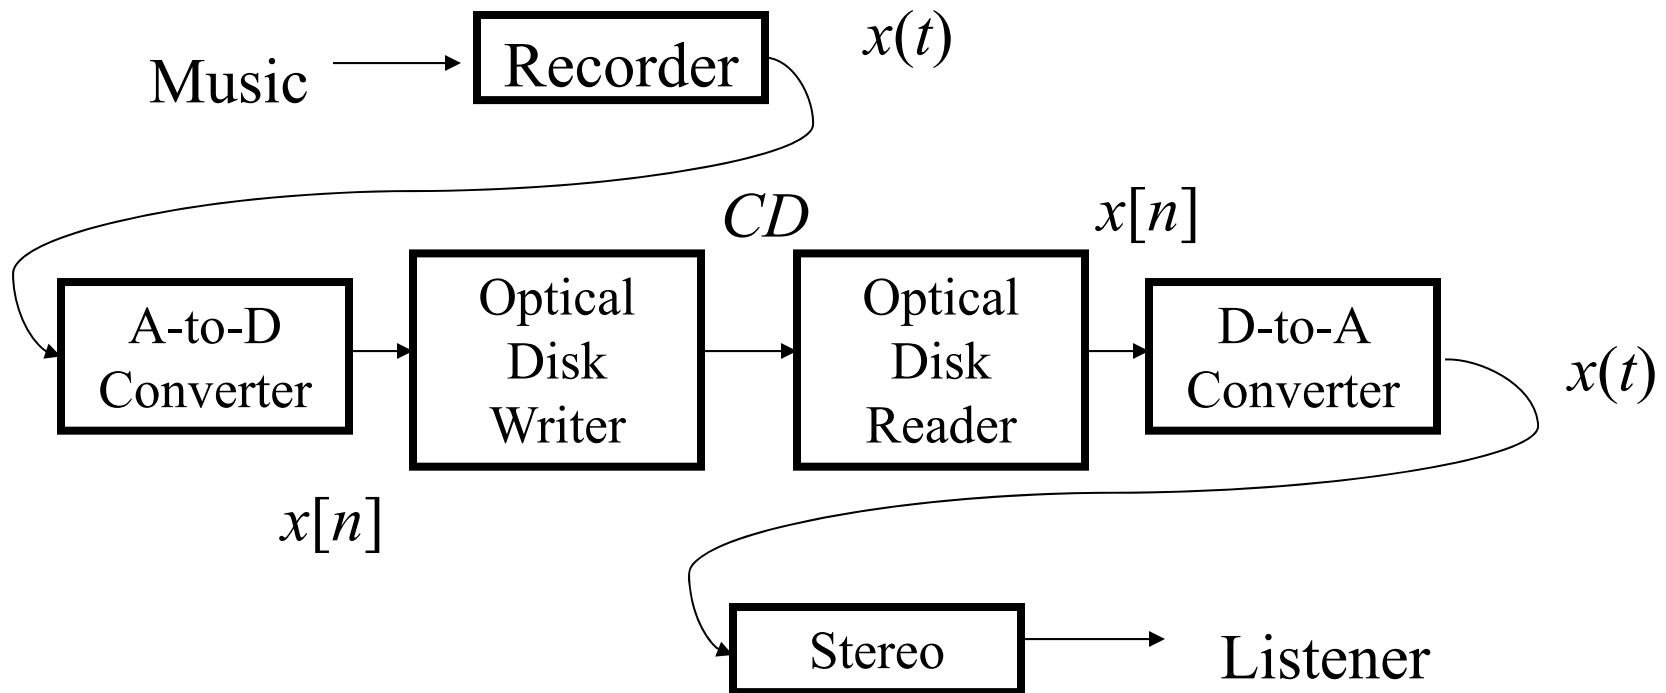 Music
Recorder
x(t)
CD
x[n]
A-to-D
Converter
Optical
Disk
Writer
Optical
Disk
Reader
D-to-A
Converter
x(t)
x[n]
Stereo
Listener